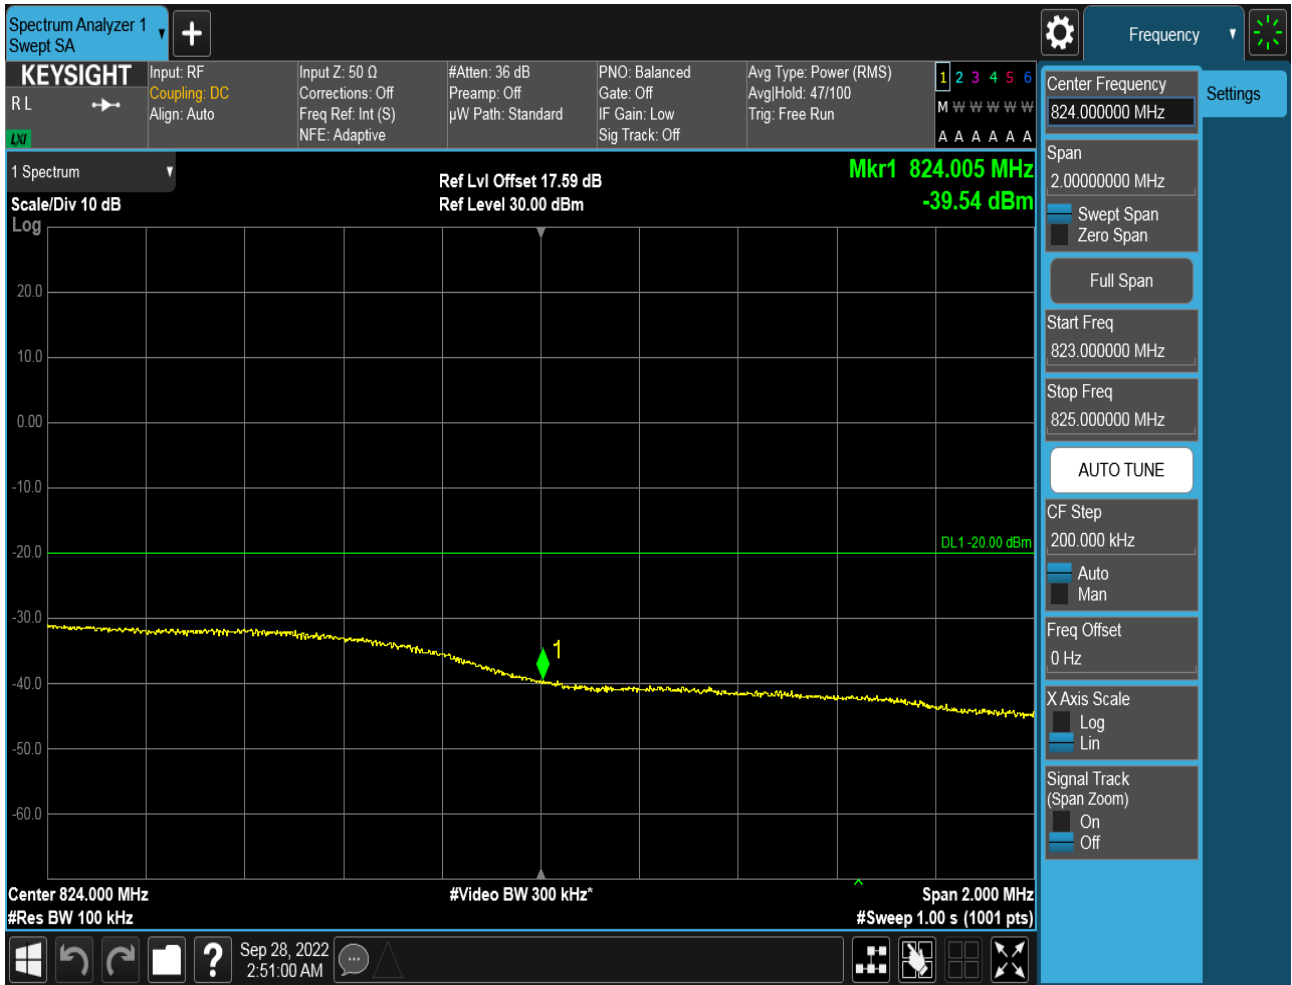 Spectrum Analyzer 1
Swept SA
+
Frequency
KEYSIGHT
R L
LXI
Input: RF
Coupling: DC
Align: Auto
Input Z: 50 Ω
Corrections: Off
Freq Ref: Int (S)
NFE: Adaptive
#Atten: 36 dB
Preamp: Off
µW Path: Standard
PNO: Balanced
Gate: Off
IF Gain: Low
Sig Track: Off
Avg Type: Power (RMS)
Avg|Hold: 47/100
Trig: Free Run
1 2 3 4 5 6
M W W W W W
A A A A A A
1 Spectrum
Scale/Div 10 dB
Log
Ref Lvl Offset 17.59 dB
Ref Level 30.00 dBm
Mkr1 824.005 MHz
-39.54 dBm
20.0
10.0
0.00
-10.0
-20.0
-30.0
-40.0
-50.0
-60.0
DL1 -20.00 dBm
1
Center 824.000 MHz
#Res BW 100 kHz
#Video BW 300 kHz*
Span 2.000 MHz
#Sweep 1.00 s (1001 pts)
Center Frequency
824.000000 MHz
Settings
Span
2.00000000 MHz
Swept Span
Zero Span
Full Span
Start Freq
823.000000 MHz
Stop Freq
825.000000 MHz
AUTO TUNE
CF Step
200.000 kHz
Auto
Man
Freq Offset
0 Hz
X Axis Scale
Log
Lin
Signal Track
(Span Zoom)
On
Off
?
Sep 28, 2022
2:51:00 AM